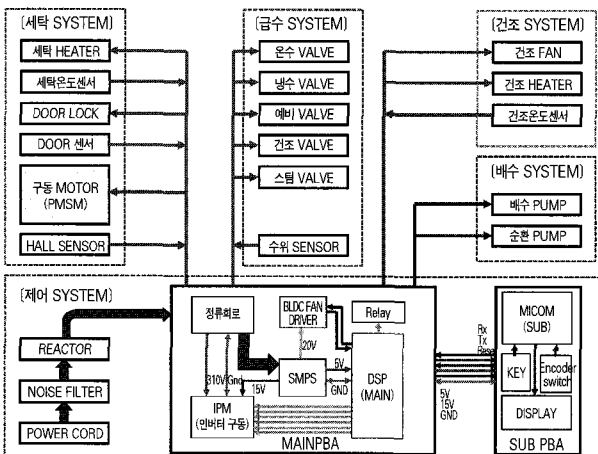 〔세탁 SYSTEM〕
세탁 HEATER
세탁온도센서
DOOR LOCK
DOOR 센서
구동 MOTOR
(PMSM)
HALL SENSOR
〔급수 SYSTEM〕
온수 VALVE
냉수 VALVE
예비 VALVE
건조 VALVE
스팀 VALVE
수위 SENSOR
〔건조 SYSTEM〕
건조 FAN
건조 HEATER
건조온도센서
〔배수 SYSTEM〕
배수 PUMP
순환 PUMP
〔제어 SYSTEM〕
REACTOR
NOISE FILTER
POWER CORD
정류회로
BLDC FAN
DRIVER
Relay
20V
310V
Gnd
15V
SMPS
5V
GND
DSP
(MAIN)
IPM
(인버터 구동)
MAINPBA
Rx
Tx
Reset
5V
15V
GND
MICOM
(SUB)
KEY
Encoder
switch
DISPLAY
SUB PBA